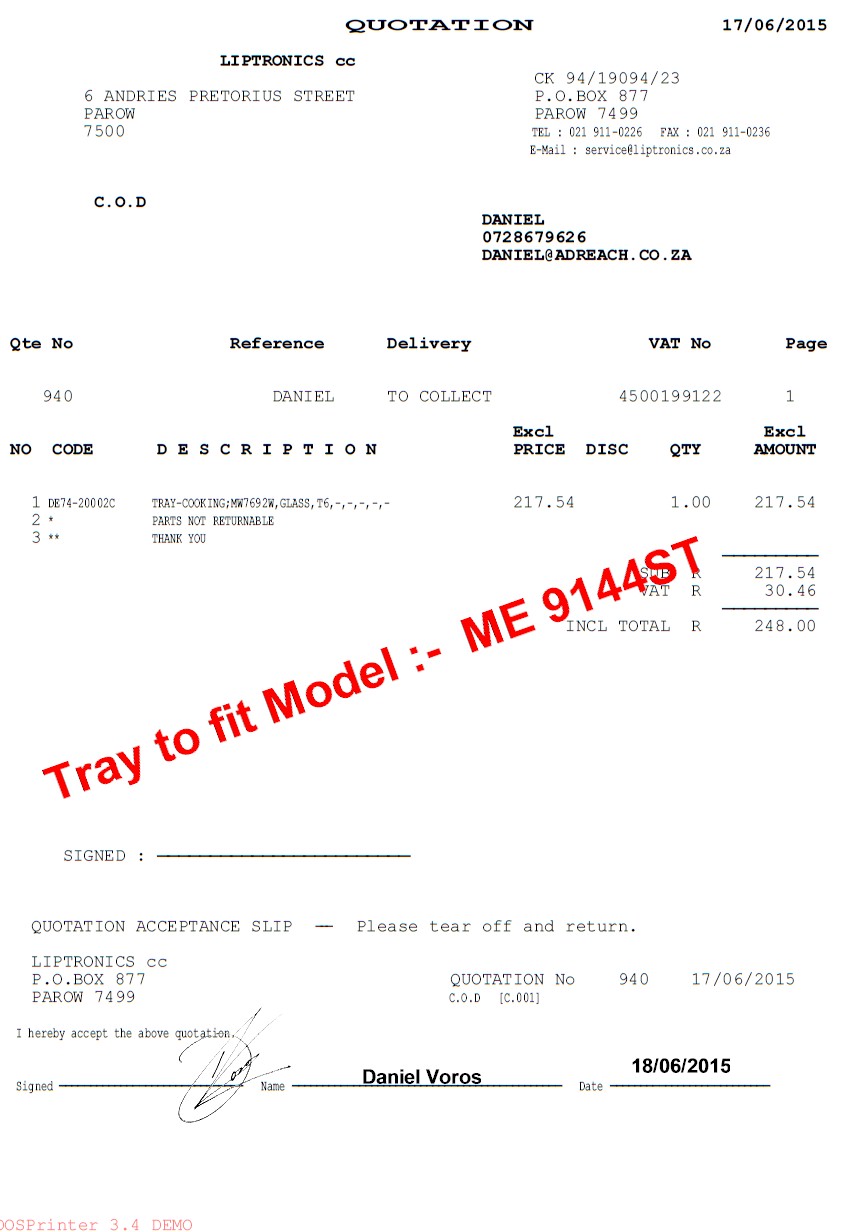 QUOTATION 17/06/2015
LIPTRONICS cc
6 ANDRIES PRETORIUS STREET
PAROW
7500
CK 94/19094/23
P.O.BOX 877
PAROW 7499
TEL : 021 911-0226 FAX : 021 911-0236
E-Mail : service@liptronics.co.za
C.O.D
DANIEL
0728679626
DANIEL@ADREACH.CO.ZA
Qte No Reference Delivery VAT No Page
940 DANIEL TO COLLECT 4500199122 1
Excl Excl
NO CODE D E S C R I P T I O N PRICE DISC QTY AMOUNT
1 DE74-20002C TRAY-COOKING;MW7692W,GLASS,T6,-,-,-,-,- 217.54 1.00 217.54
2 * PARTS NOT RETURNABLE
3 ** THANK YOU
SUB R 217.54
VAT R 30.46
INCL TOTAL R 248.00
Tray to fit Model :- ME 9144ST
SIGNED :
QUOTATION ACCEPTANCE SLIP -- Please tear off and return.
LIPTRONICS cc
P.O.BOX 877
PAROW 7499
QUOTATION No 940 17/06/2015
C.O.D [C.001]
I hereby accept the above quotation.
Signed Name Daniel Voros Date 18/06/2015
DOSPrinter 3.4 DEMO